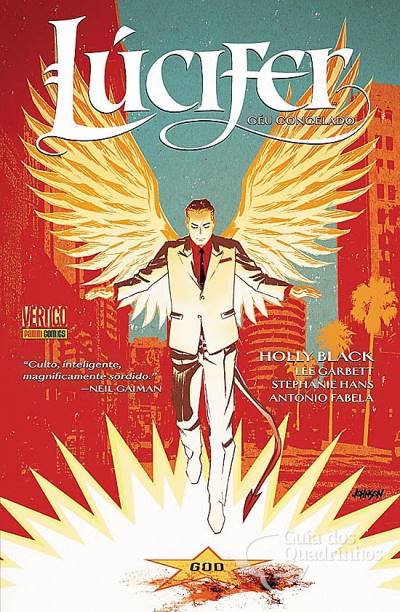 Lúcifer
CÉU CONGELADO
VERTIGO
PANINI COMICS
“Culto, inteligente,
magnificamente sórdido.”
—NEIL GAIMAN
HOLLY BLACK
LEE GARBETT
STEPHANIE HANS
ANTONIO FABELA
JOHNSON
Guia dos
Quadrinhos
GOD